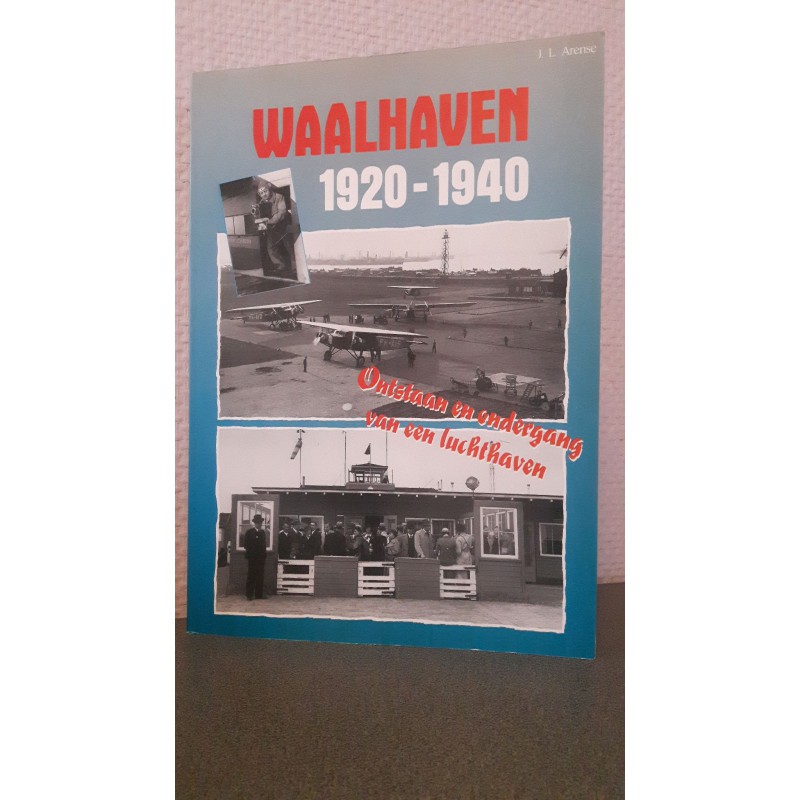 J. L. Arense
WAALHAVEN
1920-1940
Ontstaan en ondergang
van een luchthaven